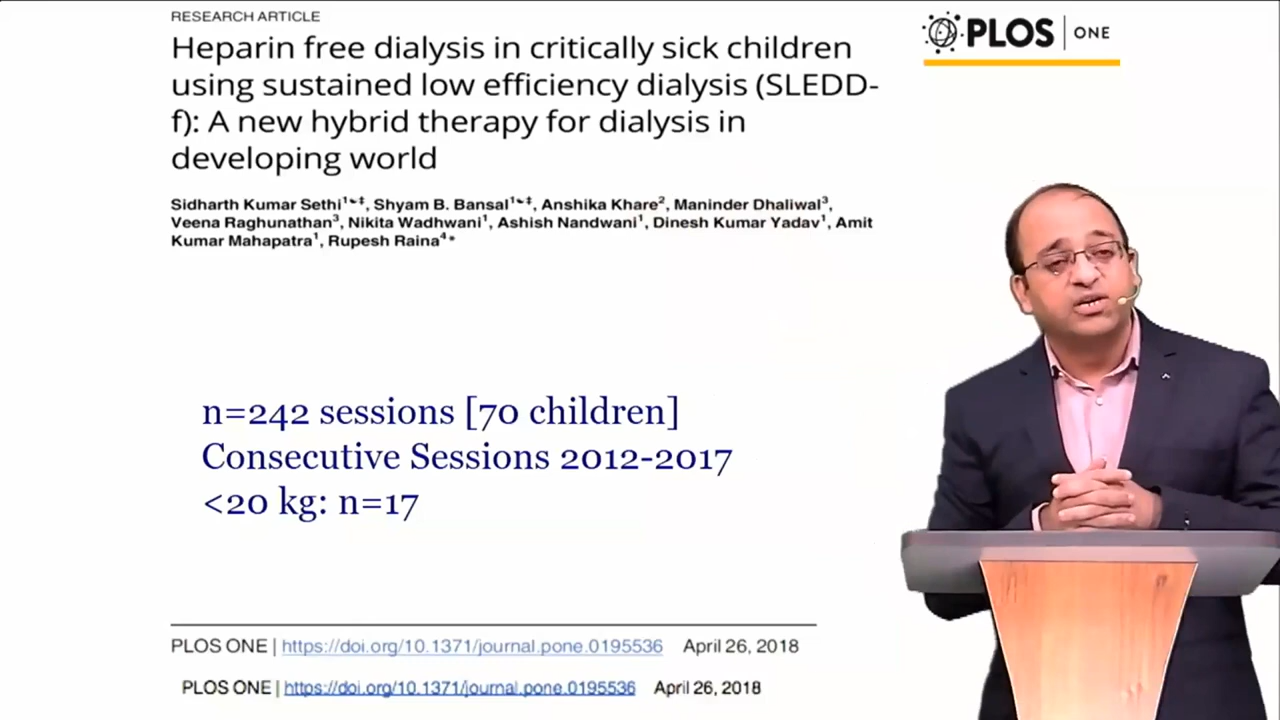 RESEARCH ARTICLE
Heparin free dialysis in critically sick children
using sustained low efficiency dialysis (SLEDD-
f): A new hybrid therapy for dialysis in
developing world
PLOS | ONE
Sidharth Kumar Sethi¹, Shyam B. Bansal¹, Anshika Khare², Maninder Dhaliwal³,
Veena Raghunathan³, Nikita Wadhwani¹, Ashish Nandwani¹, Dinesh Kumar Yadav¹, Amit
Kumar Mahapatra¹, Rupesh Raina⁴*
n=242 sessions [70 children]
Consecutive Sessions 2012-2017
<20 kg: n=17
PLOS ONE | https://doi.org/10.1371/journal.pone.0195536 April 26, 2018
PLOS ONE | https://doi.org/10.1371/journal.pone.0195536 April 26, 2018